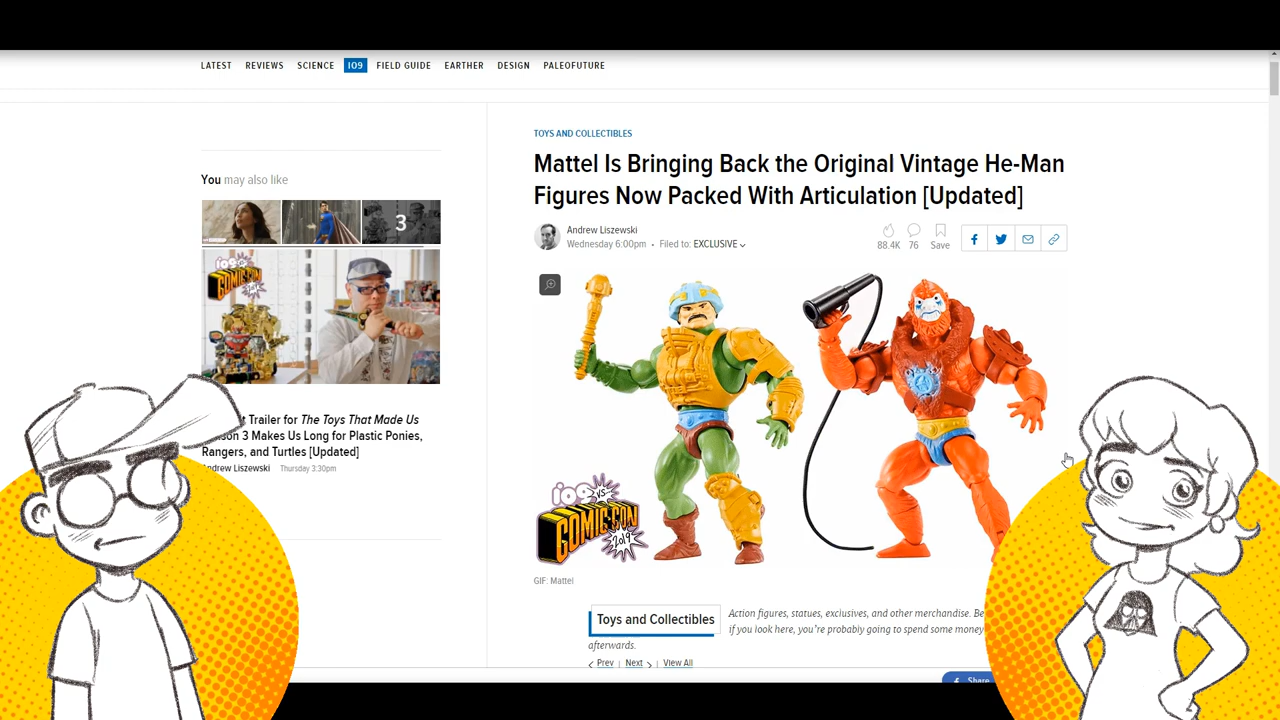 LATEST REVIEWS SCIENCE IO9 FIELD GUIDE EARTHER DESIGN PALEOFUTURE
You may also like
3
io9 vs COMIC-CON 2019
Trailer for The Toys That Made Us
3 Makes Us Long for Plastic Ponies,
Rangers, and Turtles [Updated]
Andrew Liszewski Thursday 3:30pm
TOYS AND COLLECTIBLES
Mattel Is Bringing Back the Original Vintage He-Man
Figures Now Packed With Articulation [Updated]
Andrew Liszewski
Wednesday 6:00pm • Filed to: EXCLUSIVE
88.4K 76 Save
io9 vs
COMIC-CON
2019
GIF: Mattel
Toys and Collectibles
Action figures, statues, exclusives, and other merchandise. Be
if you look here, you're probably going to spend some money
afterwards.
Prev | Next | View All
Share